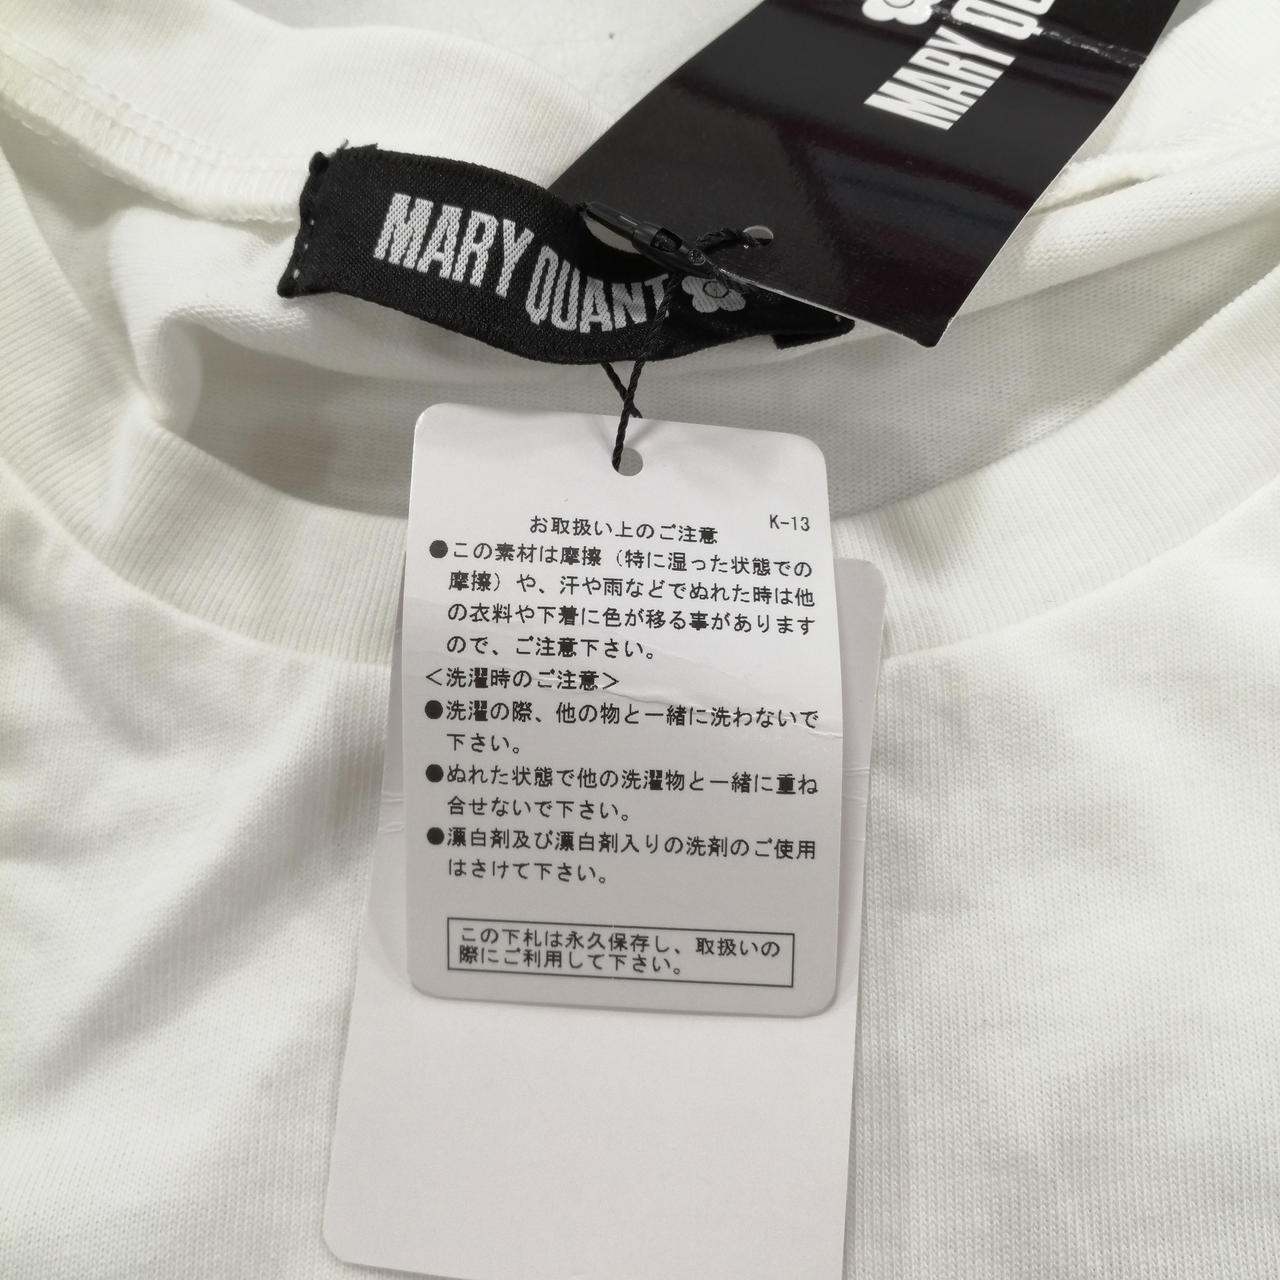 MARY QU
MARY QUANT
K-13
お取扱い上のご注意
●この素材は摩擦（特に湿った状態での
摩擦）や、汗や雨などでぬれた時は他
の衣料や下着に色が移る事があります
ので、ご注意下さい。
＜洗濯時のご注意＞
●洗濯の際、他の物と一緒に洗わないで
下さい。
●ぬれた状態で他の洗濯物と一緒に重ね
合せないで下さい。
●漂白剤及び漂白剤入りの洗剤のご使用
はさけて下さい。
この下札は永久保存し、取扱いの
際にご利用して下さい。